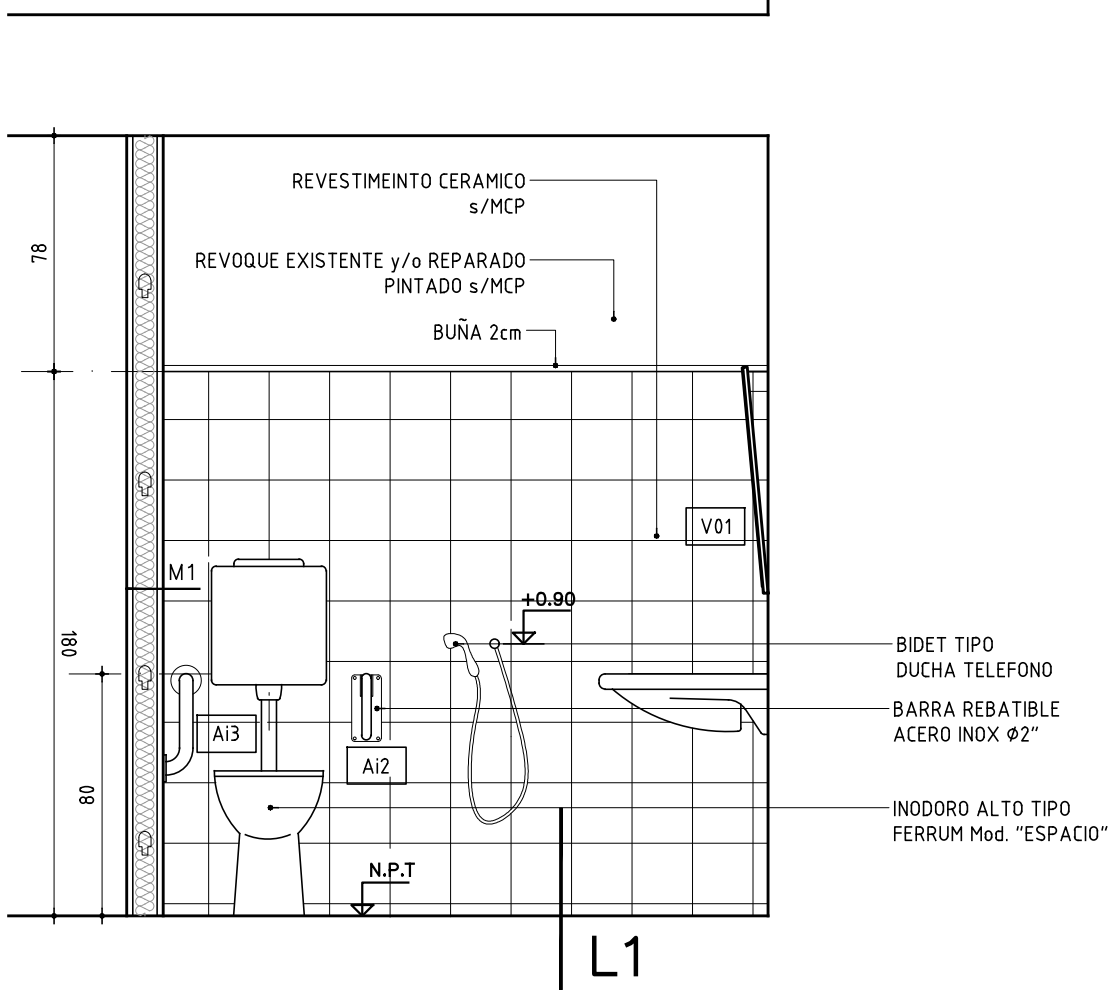 REVESTIMEINTO CERAMICO
s/MCP
78
REVOQUE EXISTENTE y/o REPARADO
PINTADO s/MCP
BUÑA 2cm
V01
M1
+0.90
180
BIDET TIPO
DUCHA TELEFONO
BARRA REBATIBLE
ACERO INOX Ø2"
Ai3
Ai2
80
INODORO ALTO TIPO
FERRUM Mod. "ESPACIO"
N.P.T
L1